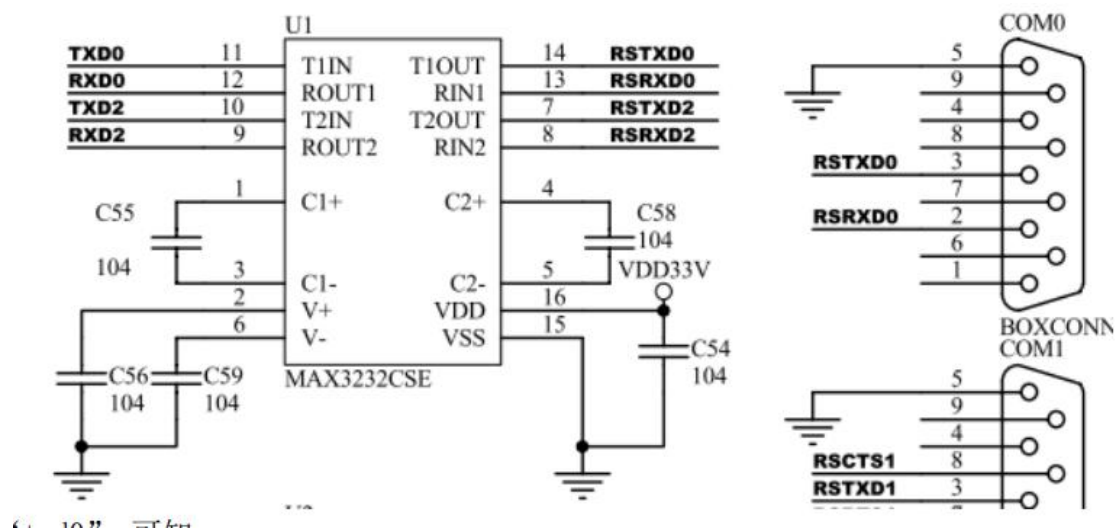 U1
TXD0 11 T1IN T1OUT 14 RSTXD0
RXD0 12 ROUT1 RIN1 13 RSRXD0
TXD2 10 T2IN T2OUT 7 RSTXD2
RXD2 9 ROUT2 RIN2 8 RSRXD2
1 C1+ C2+ 4
C55 104
C58 104
3 C1- C2- 5
VDD33V
2 V+ VDD 16
6 V- VSS 15
C56 104
C59 104
C54 104
MAX3232CSE
COM0
5
9
4
8
RSTXD0 3
7
RSRXD0 2
6
1
BOXCONN
COM1
5
9
4
RSCTS1 8
RSTXD1 3
可知